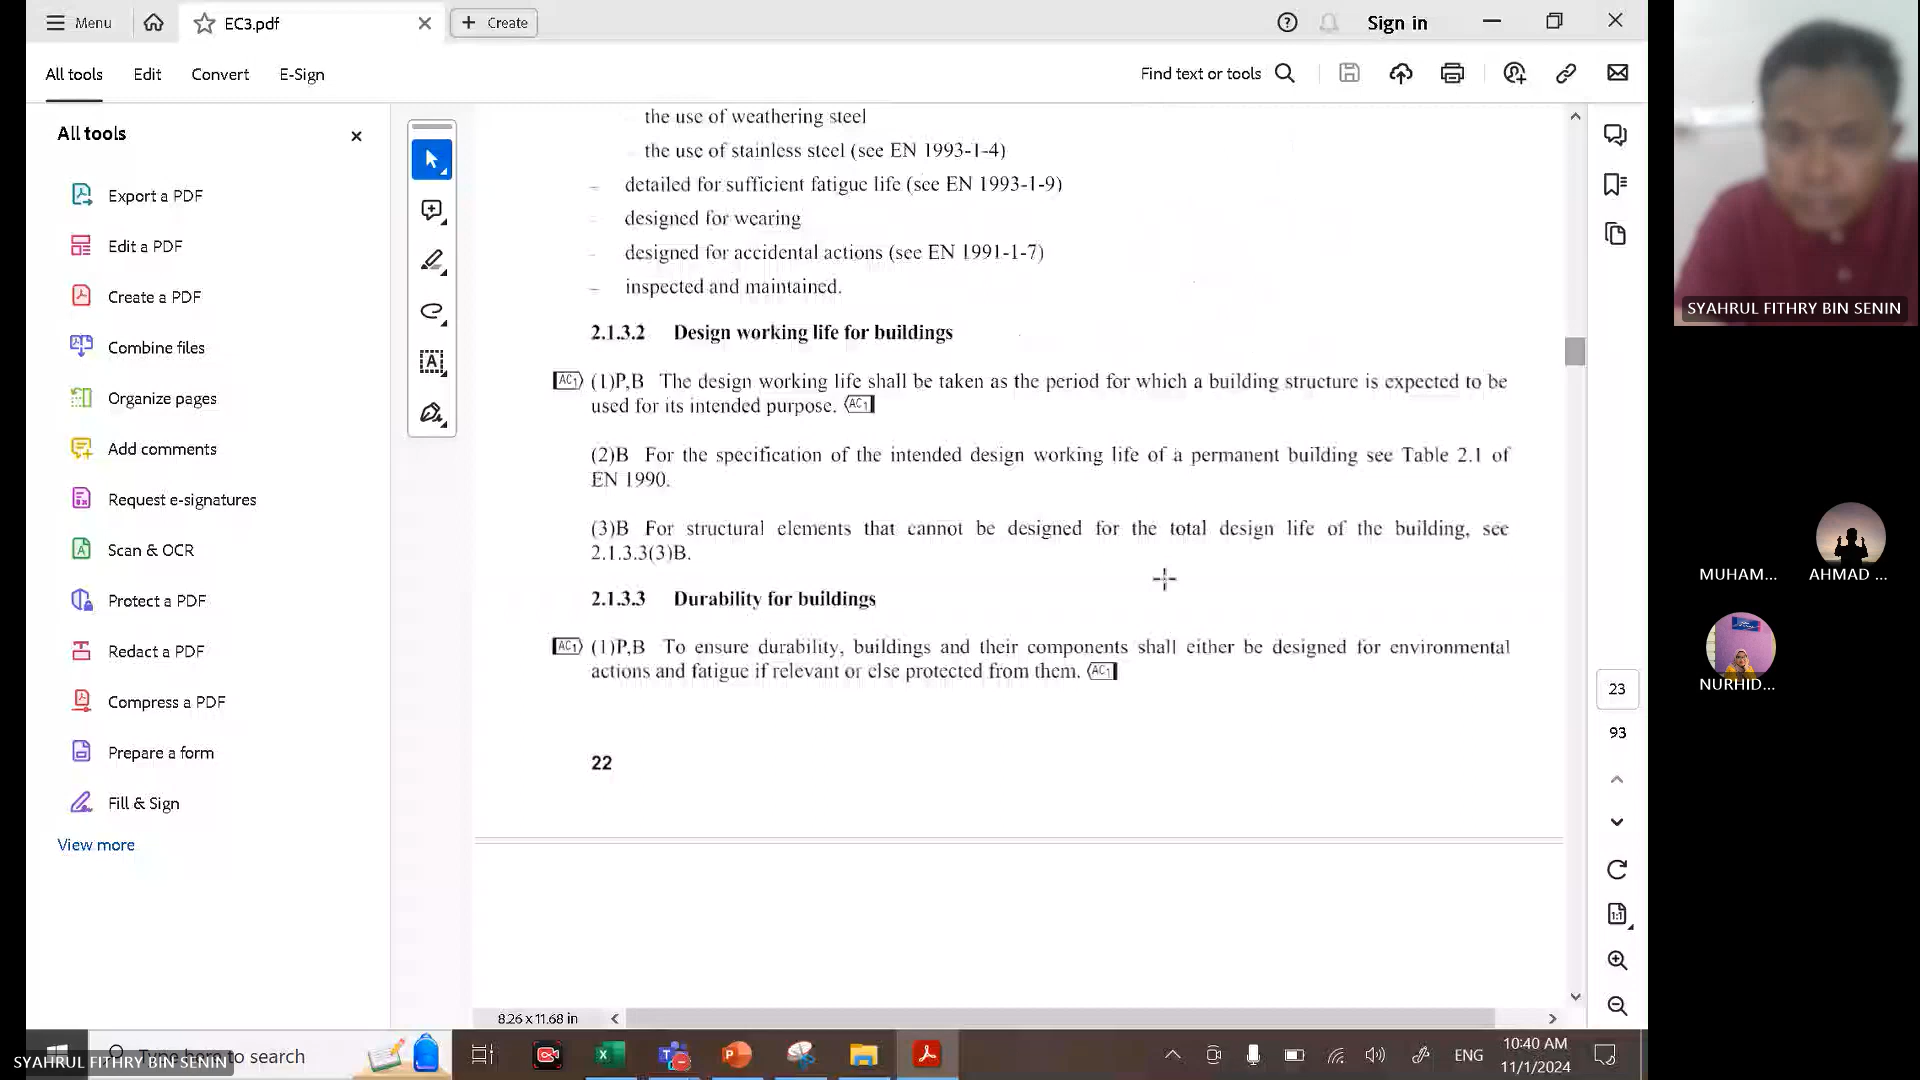 Menu
EC3.pdf
Create
Sign in
All tools
Edit
Convert
E-Sign
Find text or tools
All tools
Export a PDF
Edit a PDF
Create a PDF
Combine files
Organize pages
Add comments
Request e-signatures
Scan & OCR
Protect a PDF
Redact a PDF
Compress a PDF
Prepare a form
Fill & Sign
View more
the use of weathering steel
the use of stainless steel (see EN 1993-1-4)
– detailed for sufficient fatigue life (see EN 1993-1-9)
– designed for wearing
– designed for accidental actions (see EN 1991-1-7)
– inspected and maintained.
2.1.3.2 Design working life for buildings
AC1 (1)P,B The design working life shall be taken as the period for which a building structure is expected to be
used for its intended purpose. AC1
(2)B For the specification of the intended design working life of a permanent building see Table 2.1 of
EN 1990.
(3)B For structural elements that cannot be designed for the total design life of the building, see
2.1.3.3(3)B.
2.1.3.3 Durability for buildings
AC1 (1)P,B To ensure durability, buildings and their components shall either be designed for environmental
actions and fatigue if relevant or else protected from them. AC1
22
8.26 x 11.68 in
23
93
1:1
SYAHRUL FITHRY BIN SENIN
MUHAM...
AHMAD ...
NURHID...
Type here to search
SYAHRUL FITHRY BIN SENIN
ENG
10:40 AM
11/1/2024